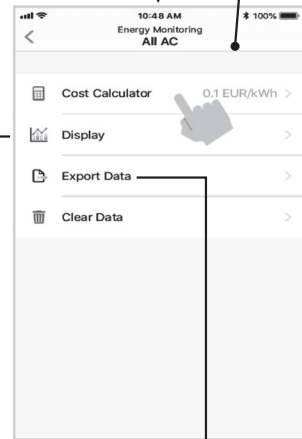 10:48 AM
100%
Energy Monitoring
All AC
Cost Calculator 0.1 EUR/kWh
Display
Export Data
Clear Data